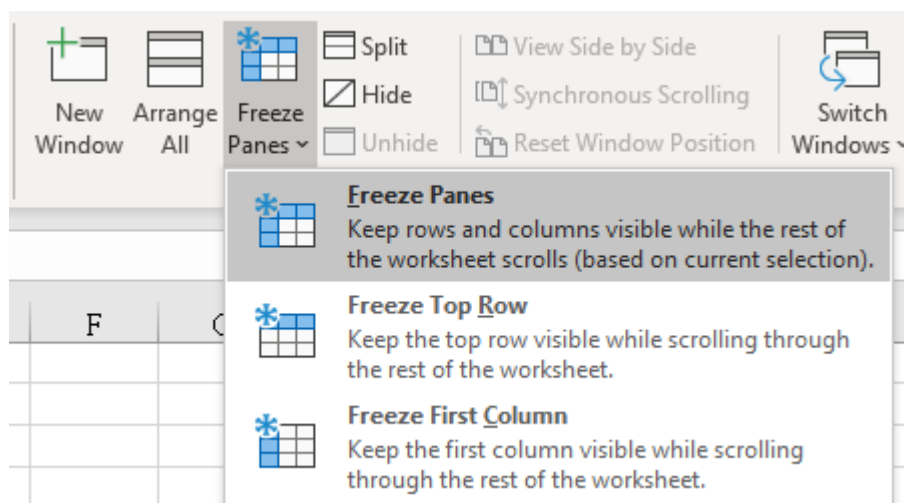 New Window
Arrange All
Freeze Panes
Split
Hide
Unhide
View Side by Side
Synchronous Scrolling
Reset Window Position
Switch Windows
Freeze Panes
Keep rows and columns visible while the rest of
the worksheet scrolls (based on current selection).
Freeze Top Row
Keep the top row visible while scrolling through
the rest of the worksheet.
Freeze First Column
Keep the first column visible while scrolling
through the rest of the worksheet.
F